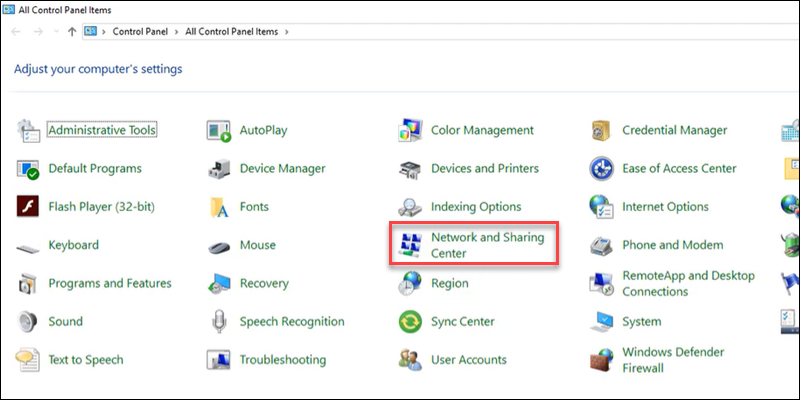 All Control Panel Items
Control Panel > All Control Panel Items >
Adjust your computer's settings
Administrative Tools
AutoPlay
Color Management
Credential Manager
Default Programs
Device Manager
Devices and Printers
Ease of Access Center
Flash Player (32-bit)
Fonts
Indexing Options
Internet Options
Keyboard
Mouse
Network and Sharing
Center
Phone and Modem
Programs and Features
Recovery
Region
RemoteApp and Desktop
Connections
Sound
Speech Recognition
Sync Center
System
Text to Speech
Troubleshooting
User Accounts
Windows Defender
Firewall